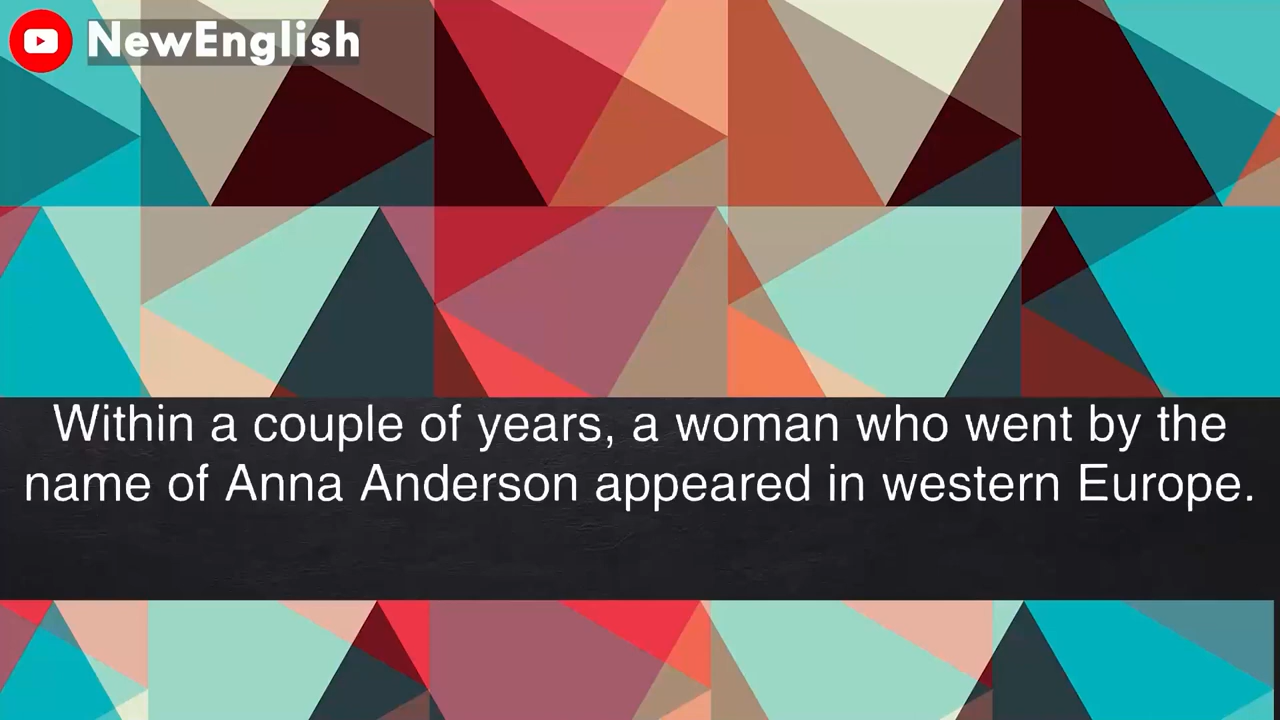 NewEnglish
Within a couple of years, a woman who went by the
name of Anna Anderson appeared in western Europe.